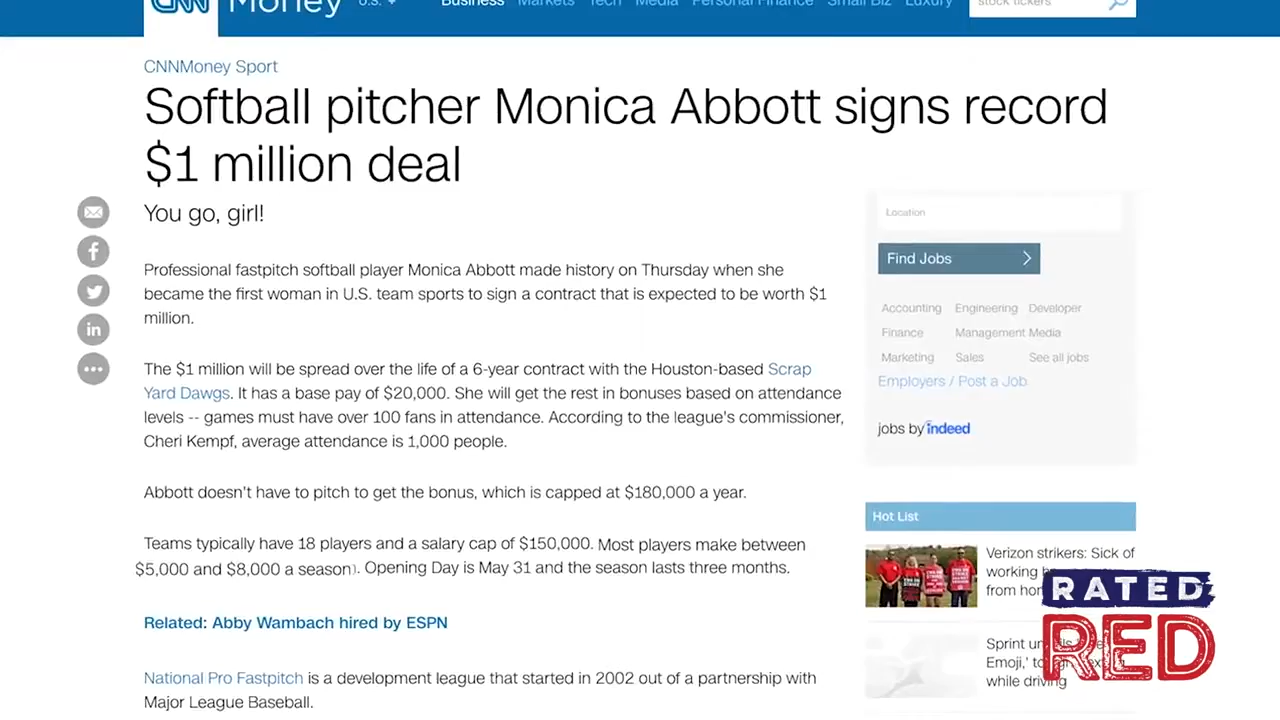 CNN Money U.S. +
Business Markets Tech Media Personal Finance Small Biz Luxury
stock tickers
CNNMoney Sport
Softball pitcher Monica Abbott signs record
$1 million deal
You go, girl!
Professional fastpitch softball player Monica Abbott made history on Thursday when she
became the first woman in U.S. team sports to sign a contract that is expected to be worth $1
million.
The $1 million will be spread over the life of a 6-year contract with the Houston-based Scrap
Yard Dawgs. It has a base pay of $20,000. She will get the rest in bonuses based on attendance
levels -- games must have over 100 fans in attendance. According to the league's commissioner,
Cheri Kempf, average attendance is 1,000 people.
Abbott doesn't have to pitch to get the bonus, which is capped at $180,000 a year.
Teams typically have 18 players and a salary cap of $150,000. Most players make between
$5,000 and $8,000 a season). Opening Day is May 31 and the season lasts three months.
Related: Abby Wambach hired by ESPN
National Pro Fastpitch is a development league that started in 2002 out of a partnership with
Major League Baseball.
Location
Find Jobs
Accounting Engineering Developer
Finance Management Media
Marketing Sales See all jobs
Employers / Post a Job
jobs by indeed
Hot List
Verizon strikers: Sick of
working
from
Sprint
Emoji,' to
while driving
RATED
RED